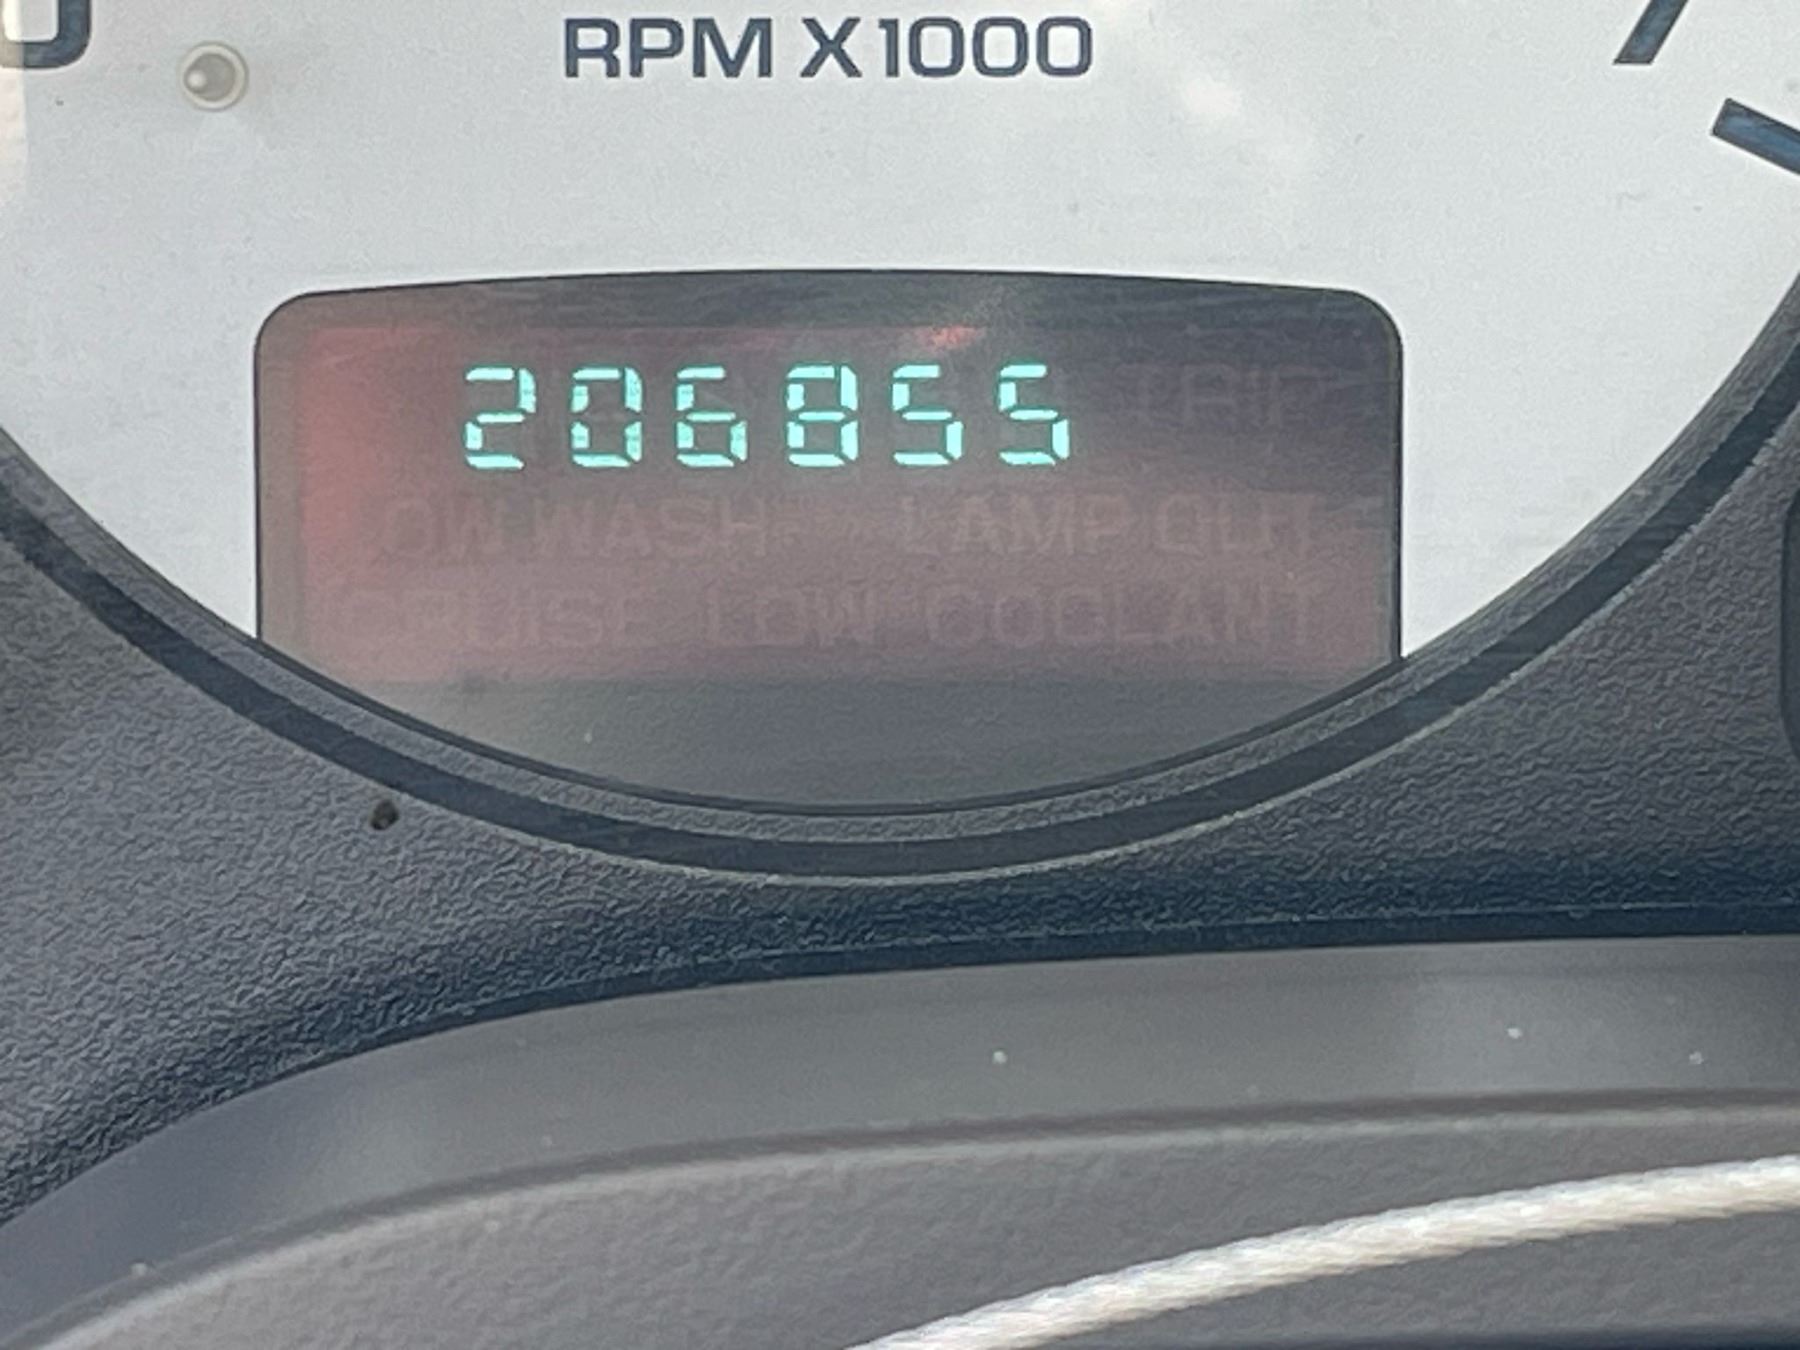 RPM X1000
206855 TRIP
LOW WASH LAMP OUT
CRUISE LOW COOLANT